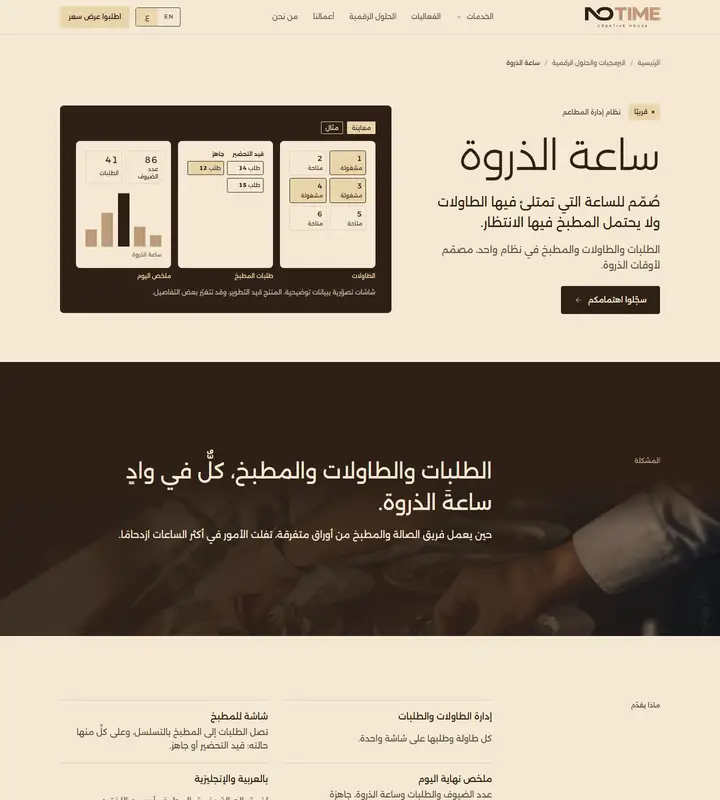 NOTIME
CREATIVE HOUSE
الخدمات
الفعاليات
الحلول الرقمية
أعمالنا
من نحن
EN
ع
اطلبوا عرض سعر
الرئيسية / البرمجيات والحلول الرقمية / ساعة الذروة
قريبًا
نظام إدارة المطاعم
ساعة الذروة
صُمّم للساعة التي تمتلئ فيها الطاولات
ولا يحتمل المطبخ فيها الانتظار.
الطلبات والطاولات والمطبخ في نظام واحد، مصمّم
لأوقات الذروة.
سجّلوا اهتمامكم
معاينة
مثال
1
مشغولة
2
متاحة
3
مشغولة
4
مشغولة
5
متاحة
6
متاحة
الطاولات
قيد التحضير
جاهز
طلب 14
طلب 12
طلب 15
طلبات المطبخ
86
عدد الضيوف
41
الطلبات
ساعة الذروة
ملخص اليوم
شاشات تصوّرية ببيانات توضيحية. المنتج قيد التطوير، وقد تتغيّر بعض التفاصيل.
المشكلة
الطلبات والطاولات والمطبخ، كلٌّ في وادٍ
ساعةَ الذروة.
حين يعمل فريق الصالة والمطبخ من أوراق متفرقة، تفلت الأمور في أكثر الساعات ازدحامًا.
ماذا يقدّم
إدارة الطاولات والطلبات
كل طاولة وطلبها على شاشة واحدة.
شاشة للمطبخ
تصل الطلبات إلى المطبخ بالتسلسل، وعلى كلٍّ منها
حالته: قيد التحضير أو جاهز.
ملخص نهاية اليوم
عدد الضيوف والطلبات وساعة الذروة، جاهزة
بالعربية والإنجليزية